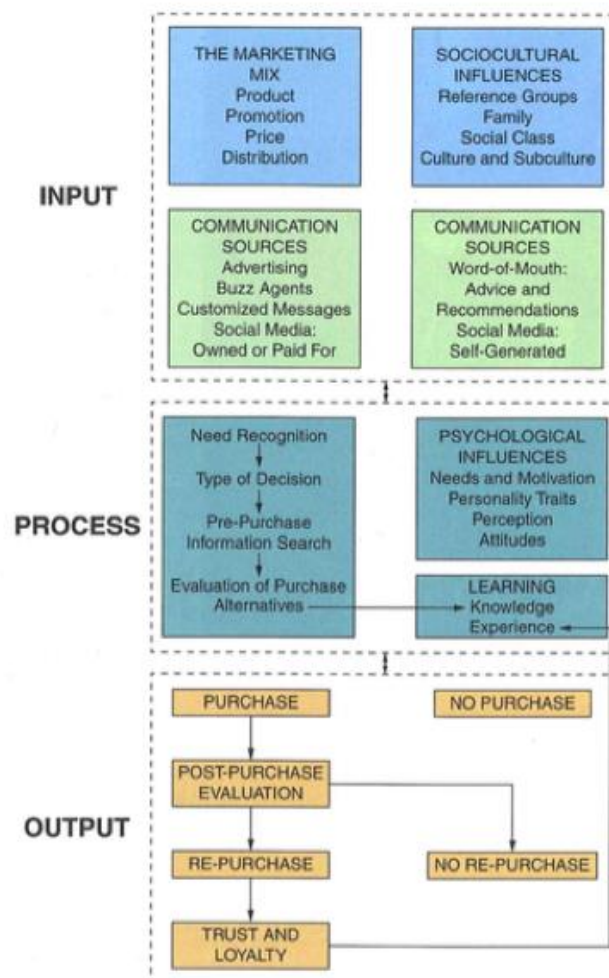 INPUT
THE MARKETING
MIX
Product
Promotion
Price
Distribution
SOCIOCULTURAL
INFLUENCES
Reference Groups
Family
Social Class
Culture and Subculture
COMMUNICATION
SOURCES
Advertising
Buzz Agents
Customized Messages
Social Media:
Owned or Paid For
COMMUNICATION
SOURCES
Word-of-Mouth:
Advice and
Recommendations
Social Media:
Self-Generated
PROCESS
Need Recognition
Type of Decision
Pre-Purchase
Information Search
Evaluation of Purchase
Alternatives
PSYCHOLOGICAL
INFLUENCES
Needs and Motivation
Personality Traits
Perception
Attitudes
LEARNING
Knowledge
Experience
OUTPUT
PURCHASE
NO PURCHASE
POST-PURCHASE
EVALUATION
RE-PURCHASE
NO RE-PURCHASE
TRUST AND
LOYALTY